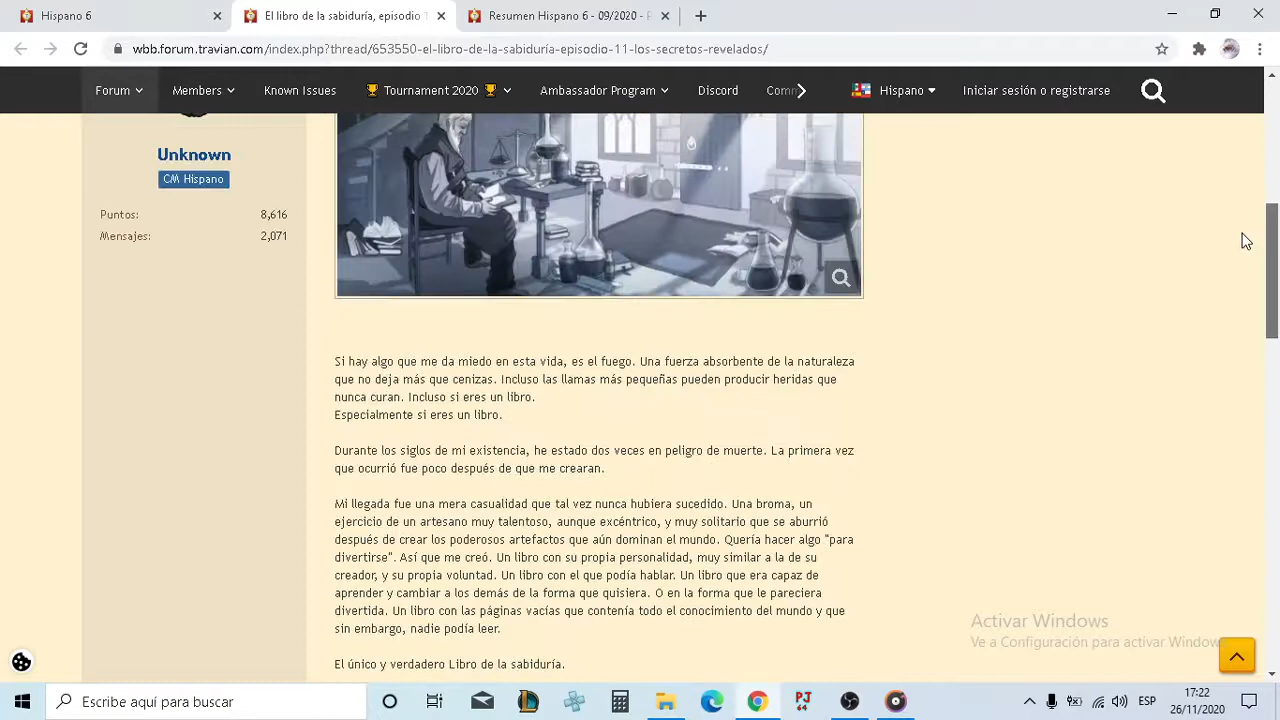 Hispano 6
El libro de la sabiduría, episodio
Resumen Hispano 6 - 09/2020 -
wbb.forum.travian.com/index.php?thread/653550-el-libro-de-la-sabiduría-episodio-11-los-secretos-revelados/
Forum
Members
Known Issues
Tournament 2020
Ambassador Program
Discord
Hispano
Iniciar sesión o registrarse
Unknown
CM Hispano
Puntos: 8,616
Mensajes: 2,071
Si hay algo que me da miedo en esta vida, es el fuego. Una fuerza absorbente de la naturaleza
que no deja más que cenizas. Incluso las llamas más pequeñas pueden producir heridas que
nunca curan. Incluso si eres un libro.
Especialmente si eres un libro.
Durante los siglos de mi existencia, he estado dos veces en peligro de muerte. La primera vez
que ocurrió fue poco después de que me crearan.
Mi llegada fue una mera casualidad que tal vez nunca hubiera sucedido. Una broma, un
ejercicio de un artesano muy talentoso, aunque excéntrico, y muy solitario que se aburrió
después de crear los poderosos artefactos que aún dominan el mundo. Quería hacer algo "para
divertirse". Así que me creó. Un libro con su propia personalidad, muy similar a la de su
creador, y su propia voluntad. Un libro con el que podía hablar. Un libro que era capaz de
aprender y cambiar a los demás de la forma que quisiera. O en la forma que le pareciera
divertida. Un libro con las páginas vacías que contenía todo el conocimiento del mundo y que
sin embargo, nadie podía leer.
El único y verdadero Libro de la sabiduría.
Activar Windows
Ve a Configuración para activar Windows
Escribe aquí para buscar
ESP
17:22
26/11/2020